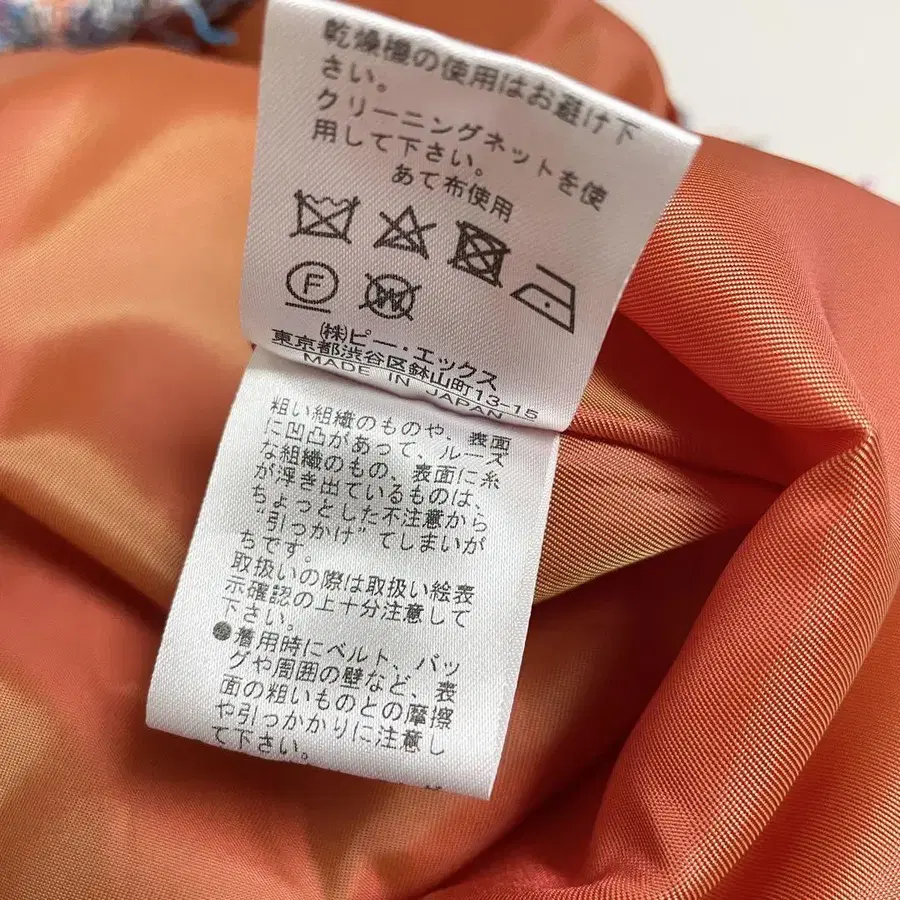 乾燥機の使用はお避け下
さい。
クリーニングネットを使
用して下さい。
あて布使用
F W
㈱ピー・エックス
東京都渋谷区鉢山町13-15
MADE IN JAPAN
粗い組織のものや、表面
に凹凸があって、ルーズ
な組織のもの、表面に糸
が浮き出ているものは、
ちょっとした不注意から
“引っかけ”てしまいが
ちです。
取扱いの際は取扱い絵表
示確認の上十分注意して
下さい。
●着用時にベルト、バッ
グや周囲の壁など、表
面の粗いものとの摩擦
や引っかかりに注意し
て下さい。